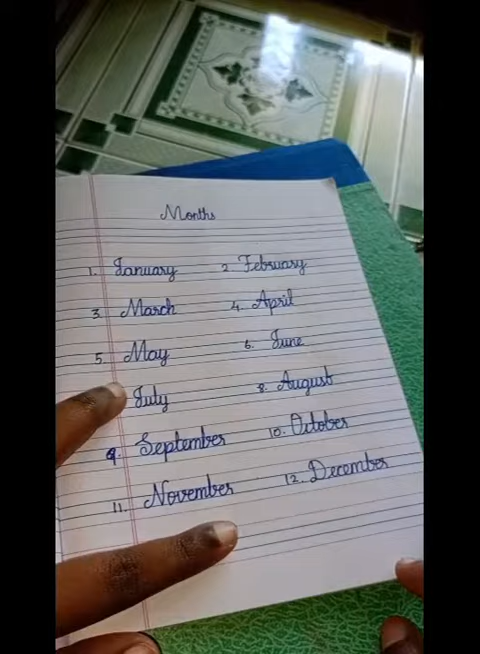 Months
1. January 2. February
3. March 4. April
5. May 6. June
July 8. August
9. September 10. October
11. November 12. December